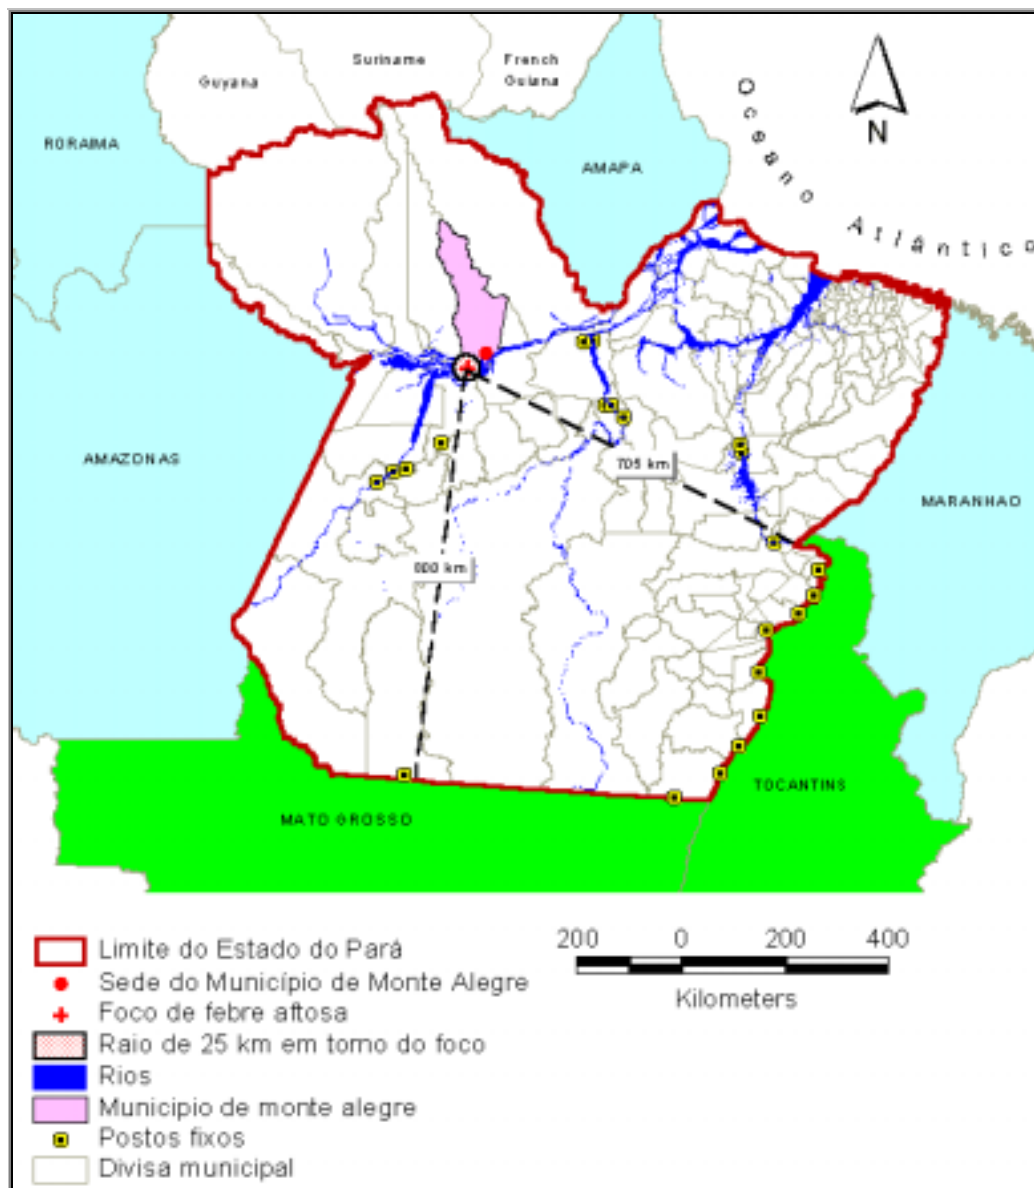 Suriname
French
Guiana
Guyana
RORAIMA
AMAPA
N
Oceano Atlântico
AMAZONAS
MARANHAO
km
km
TOCANTINS
MATO GROSSO
Limite do Estado do Pará
Sede do Município de Monte Alegre
Foco de febre aftosa
Raio de 25 km em torno do foco
Rios
Municipio de monte alegre
Postos fixos
Divisa municipal
200 0 200 400
Kilometers